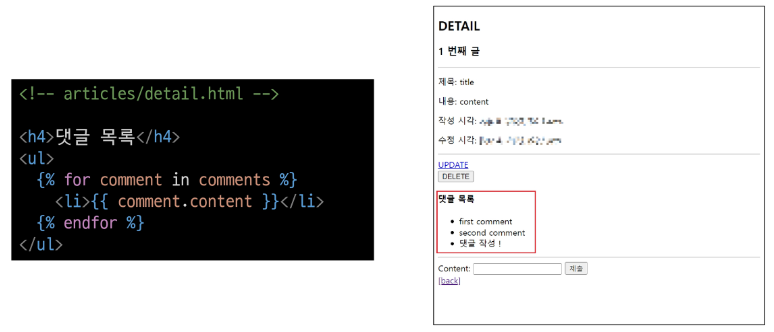 <!-- articles/detail.html -->
<h4>댓글 목록</h4>
<ul>
{% for comment in comments %}
<li>{{ comment.content }}</li>
{% endfor %}
</ul>
DETAIL
1 번째 글
제목: title
내용: content
작성 시각:
수정 시각:
UPDATE
DELETE
댓글 목록
first comment
second comment
댓글 작성 !
Content: 제출
[back]